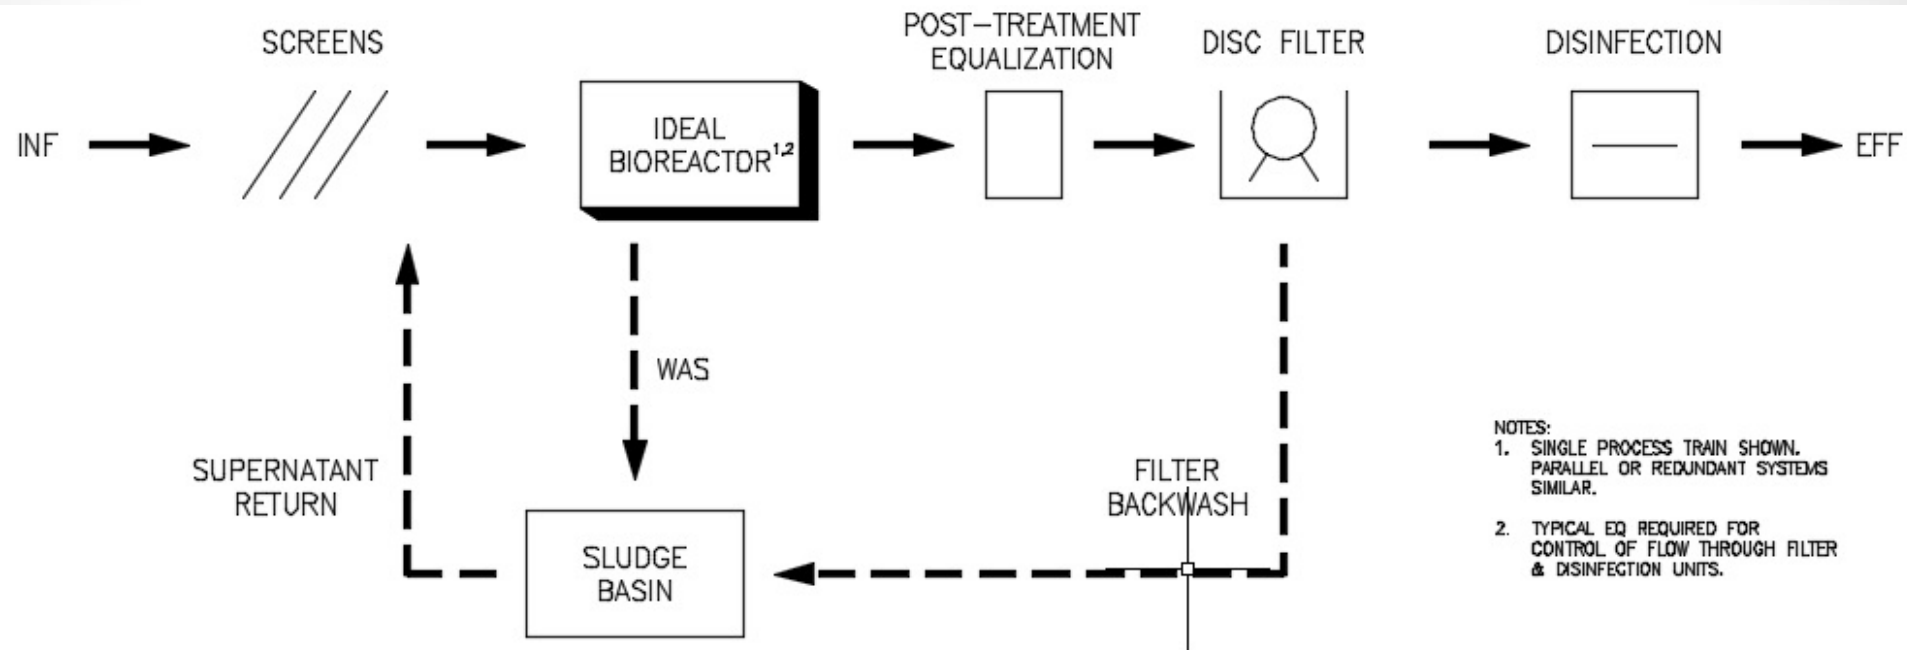 SCREENS
POST-TREATMENT
EQUALIZATION
DISC FILTER
DISINFECTION
INF
IDEAL
BIOREACTOR1,2
EFF
WAS
SUPERNATANT
RETURN
FILTER
BACKWASH
SLUDGE
BASIN
NOTES:
1. SINGLE PROCESS TRAIN SHOWN.
PARALLEL OR REDUNDANT SYSTEMS
SIMILAR.
2. TYPICAL EQ REQUIRED FOR
CONTROL OF FLOW THROUGH FILTER
& DISINFECTION UNITS.